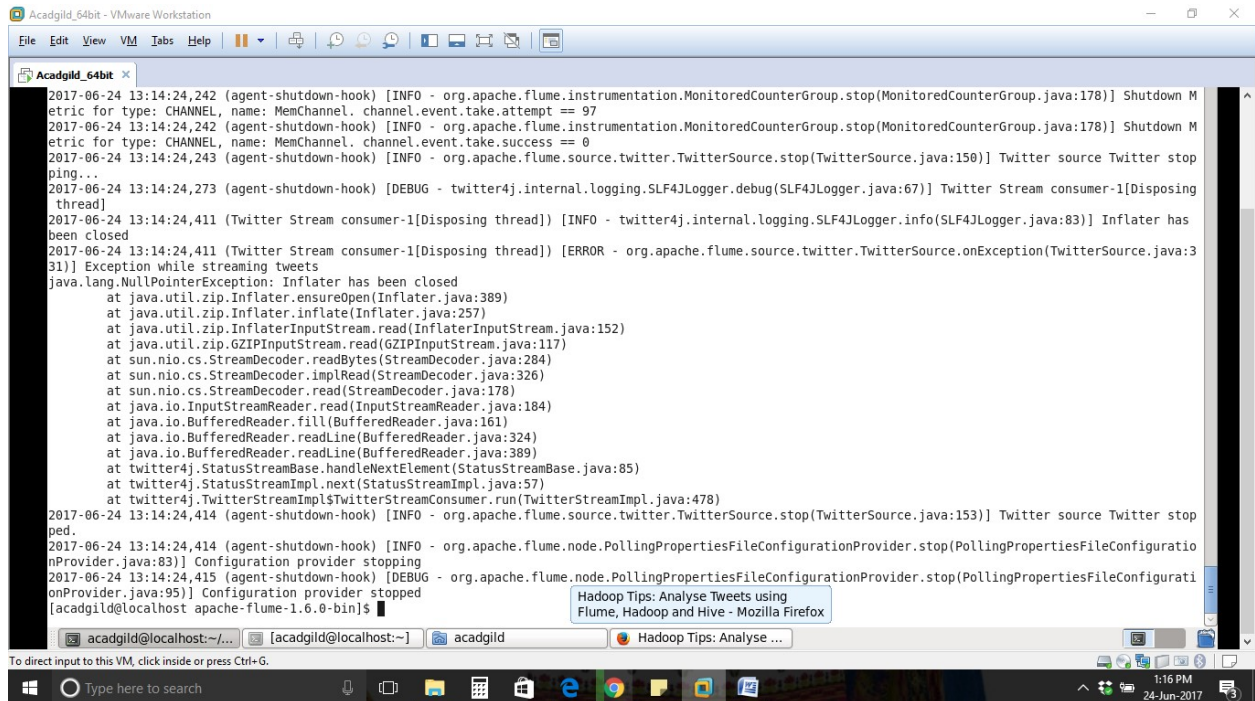 Acadgild_64bit - VMware Workstation
File Edit View VM Tabs Help
Acadgild_64bit
2017-06-24 13:14:24,242 (agent-shutdown-hook) [INFO - org.apache.flume.instrumentation.MonitoredCounterGroup.stop(MonitoredCounterGroup.java:178)] Shutdown M
etric for type: CHANNEL, name: MemChannel. channel.event.take.attempt == 97
2017-06-24 13:14:24,242 (agent-shutdown-hook) [INFO - org.apache.flume.instrumentation.MonitoredCounterGroup.stop(MonitoredCounterGroup.java:178)] Shutdown M
etric for type: CHANNEL, name: MemChannel. channel.event.take.success == 0
2017-06-24 13:14:24,243 (agent-shutdown-hook) [INFO - org.apache.flume.source.twitter.TwitterSource.stop(TwitterSource.java:150)] Twitter source Twitter stop
ping...
2017-06-24 13:14:24,273 (agent-shutdown-hook) [DEBUG - twitter4j.internal.logging.SLF4JLogger.debug(SLF4JLogger.java:67)] Twitter Stream consumer-1[Disposing
thread]
2017-06-24 13:14:24,411 (Twitter Stream consumer-1[Disposing thread]) [INFO - twitter4j.internal.logging.SLF4JLogger.info(SLF4JLogger.java:83)] Inflater has
been closed
2017-06-24 13:14:24,411 (Twitter Stream consumer-1[Disposing thread]) [ERROR - org.apache.flume.source.twitter.TwitterSource.onException(TwitterSource.java:3
31)] Exception while streaming tweets
java.lang.NullPointerException: Inflater has been closed
at java.util.zip.Inflater.ensureOpen(Inflater.java:389)
at java.util.zip.Inflater.inflate(Inflater.java:257)
at java.util.zip.InflaterInputStream.read(InflaterInputStream.java:152)
at java.util.zip.GZIPInputStream.read(GZIPInputStream.java:117)
at sun.nio.cs.StreamDecoder.readBytes(StreamDecoder.java:284)
at sun.nio.cs.StreamDecoder.implRead(StreamDecoder.java:326)
at sun.nio.cs.StreamDecoder.read(StreamDecoder.java:178)
at java.io.InputStreamReader.read(InputStreamReader.java:184)
at java.io.BufferedReader.fill(BufferedReader.java:161)
at java.io.BufferedReader.readLine(BufferedReader.java:324)
at java.io.BufferedReader.readLine(BufferedReader.java:389)
at twitter4j.StatusStreamBase.handleNextElement(StatusStreamBase.java:85)
at twitter4j.StatusStreamImpl.next(StatusStreamImpl.java:57)
at twitter4j.TwitterStreamImpl$TwitterStreamConsumer.run(TwitterStreamImpl.java:478)
2017-06-24 13:14:24,414 (agent-shutdown-hook) [INFO - org.apache.flume.source.twitter.TwitterSource.stop(TwitterSource.java:153)] Twitter source Twitter stop
ped.
2017-06-24 13:14:24,414 (agent-shutdown-hook) [INFO - org.apache.flume.node.PollingPropertiesFileConfigurationProvider.stop(PollingPropertiesFileConfiguratio
nProvider.java:83)] Configuration provider stopping
2017-06-24 13:14:24,415 (agent-shutdown-hook) [DEBUG - org.apache.flume.node.PollingPropertiesFileConfigurationProvider.stop(PollingPropertiesFileConfigurati
onProvider.java:95)] Configuration provider stopped
[acadgild@localhost apache-flume-1.6.0-bin]$
Hadoop Tips: Analyse Tweets using
Flume, Hadoop and Hive - Mozilla Firefox
acadgild@localhost:~/... [acadgild@localhost:~] acadgild Hadoop Tips: Analyse ...
To direct input to this VM, click inside or press Ctrl+G.
Type here to search
1:16 PM
24-Jun-2017
3